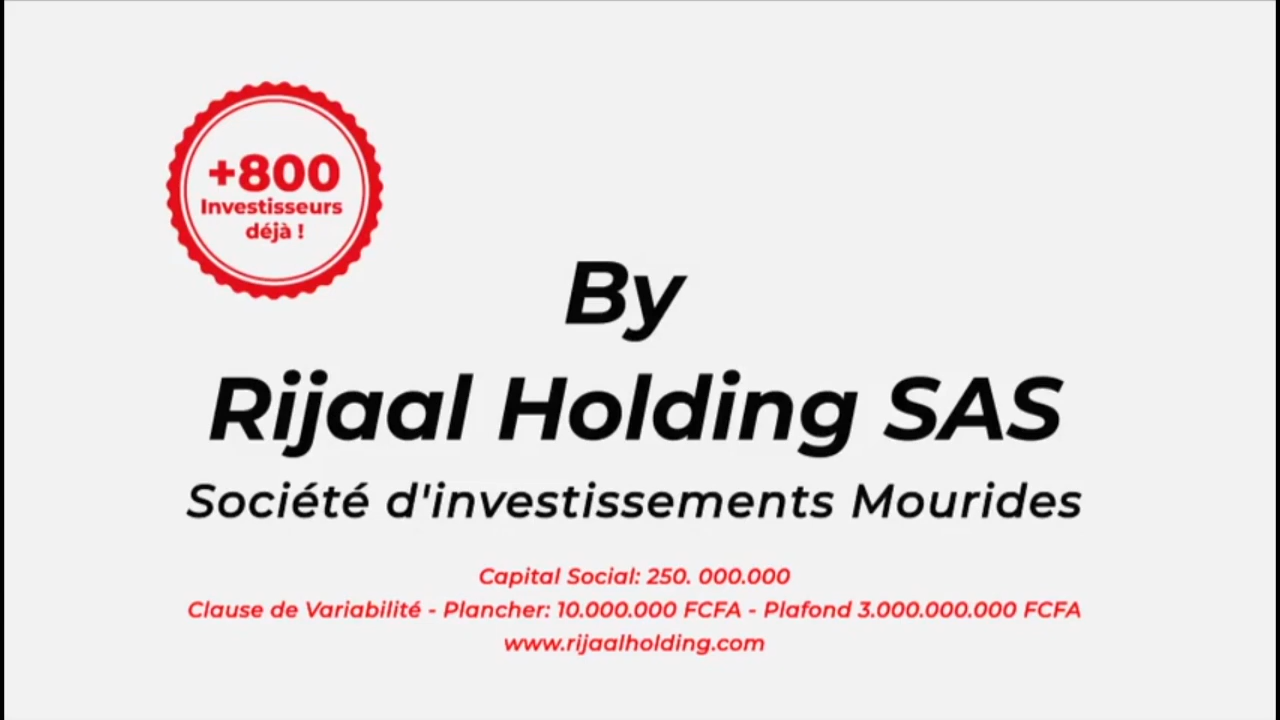 +800
Investisseurs
déjà !
By
Rijaal Holding SAS
Société d'investissements Mourides
Capital Social: 250. 000.000
Clause de Variabilité - Plancher: 10.000.000 FCFA - Plafond 3.000.000.000 FCFA
www.rijaalholding.com